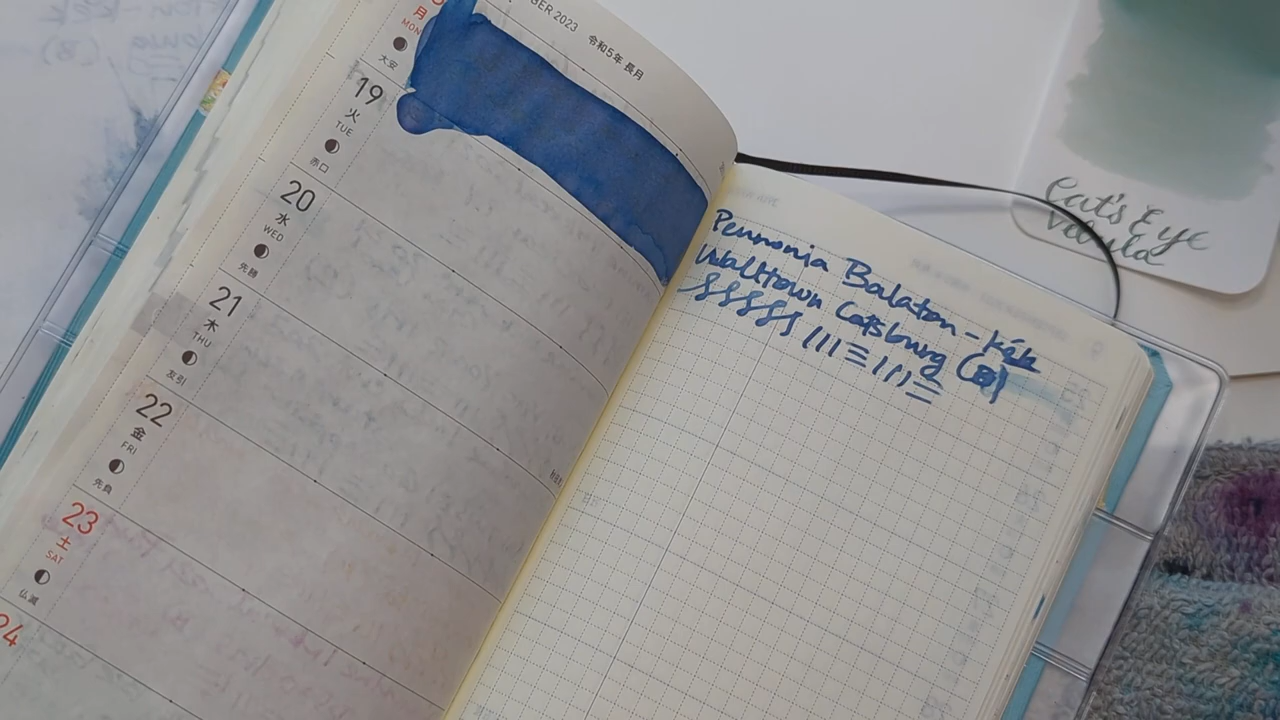 2023 令和5年 長月
月
MON
大安
19
火
TUE
赤口
20
水
WED
先勝
21
木
THU
友引
22
金
FRI
先負
23
土
SAT
仏滅
24
Pennonia Balaton-kék
Walltown Catsburg (B)
Cat's Eye